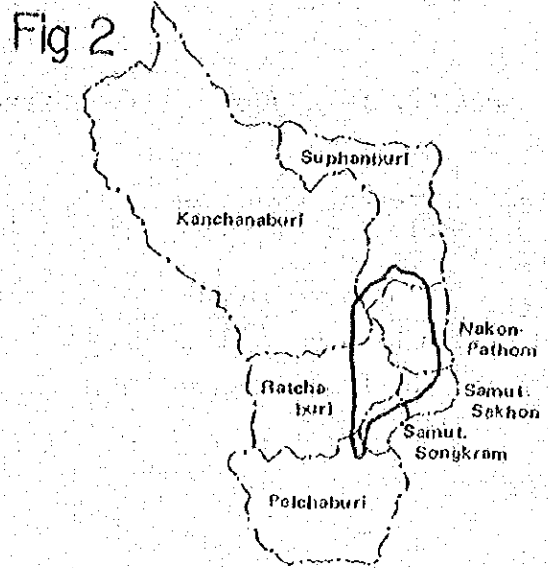 Fig 2
Suphanburi
Kanchanaburi
Nakon-
Pathom
Ratcha
buri
Samut.
Sakhon
Samut.
Songkram
Petchaburi